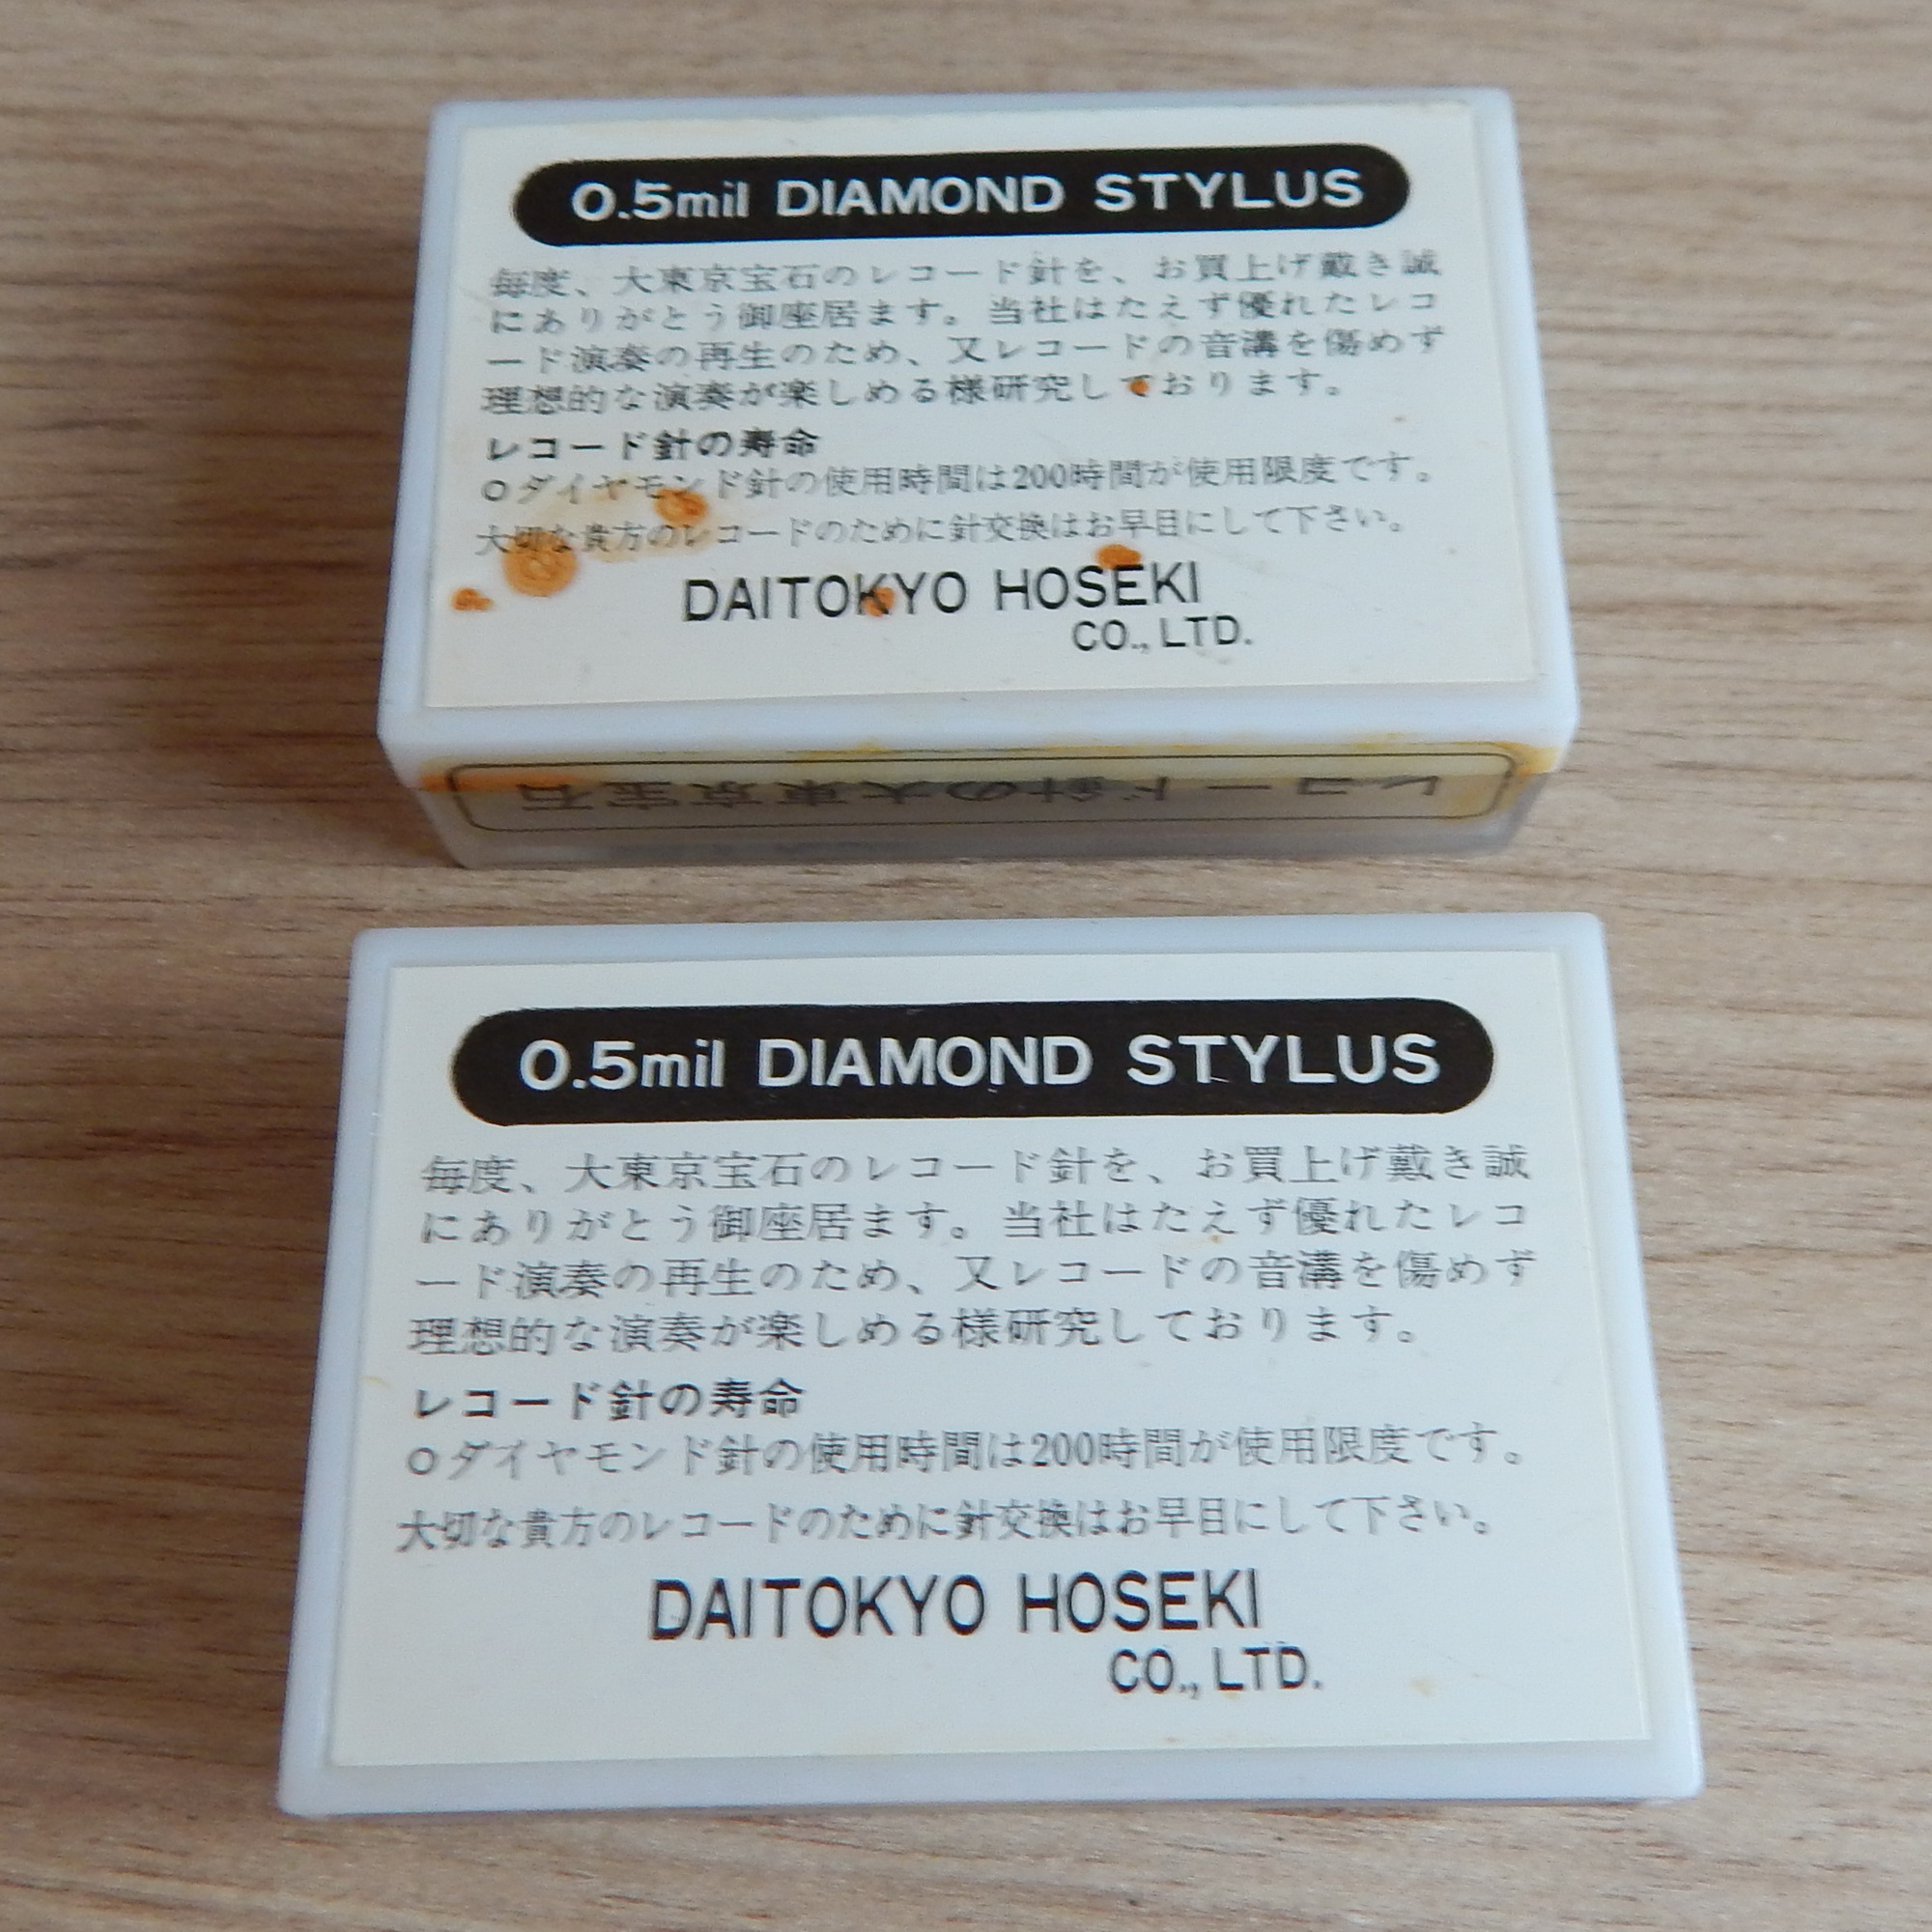 0.5mil DIAMOND STYLUS
毎度、大東京宝石のレコード針を、お買上げ戴き誠
にありがとう御座居ます。当社はたえず優れたレコ
ード演奏の再生のため、又レコードの音溝を傷めず
理想的な演奏が楽しめる様研究しております。
レコード針の寿命
○ダイヤモンド針の使用時間は200時間が使用限度です。
大切な貴方のレコードのために針交換はお早目にして下さい。
DAITOKYO HOSEKI
CO., LTD.
レコード針の大東京宝石
0.5mil DIAMOND STYLUS
毎度、大東京宝石のレコード針を、お買上げ戴き誠
にありがとう御座居ます。当社はたえず優れたレコ
ード演奏の再生のため、又レコードの音溝を傷めず
理想的な演奏が楽しめる様研究しております。
レコード針の寿命
○ダイヤモンド針の使用時間は200時間が使用限度です。
大切な貴方のレコードのために針交換はお早目にして下さい。
DAITOKYO HOSEKI
CO., LTD.